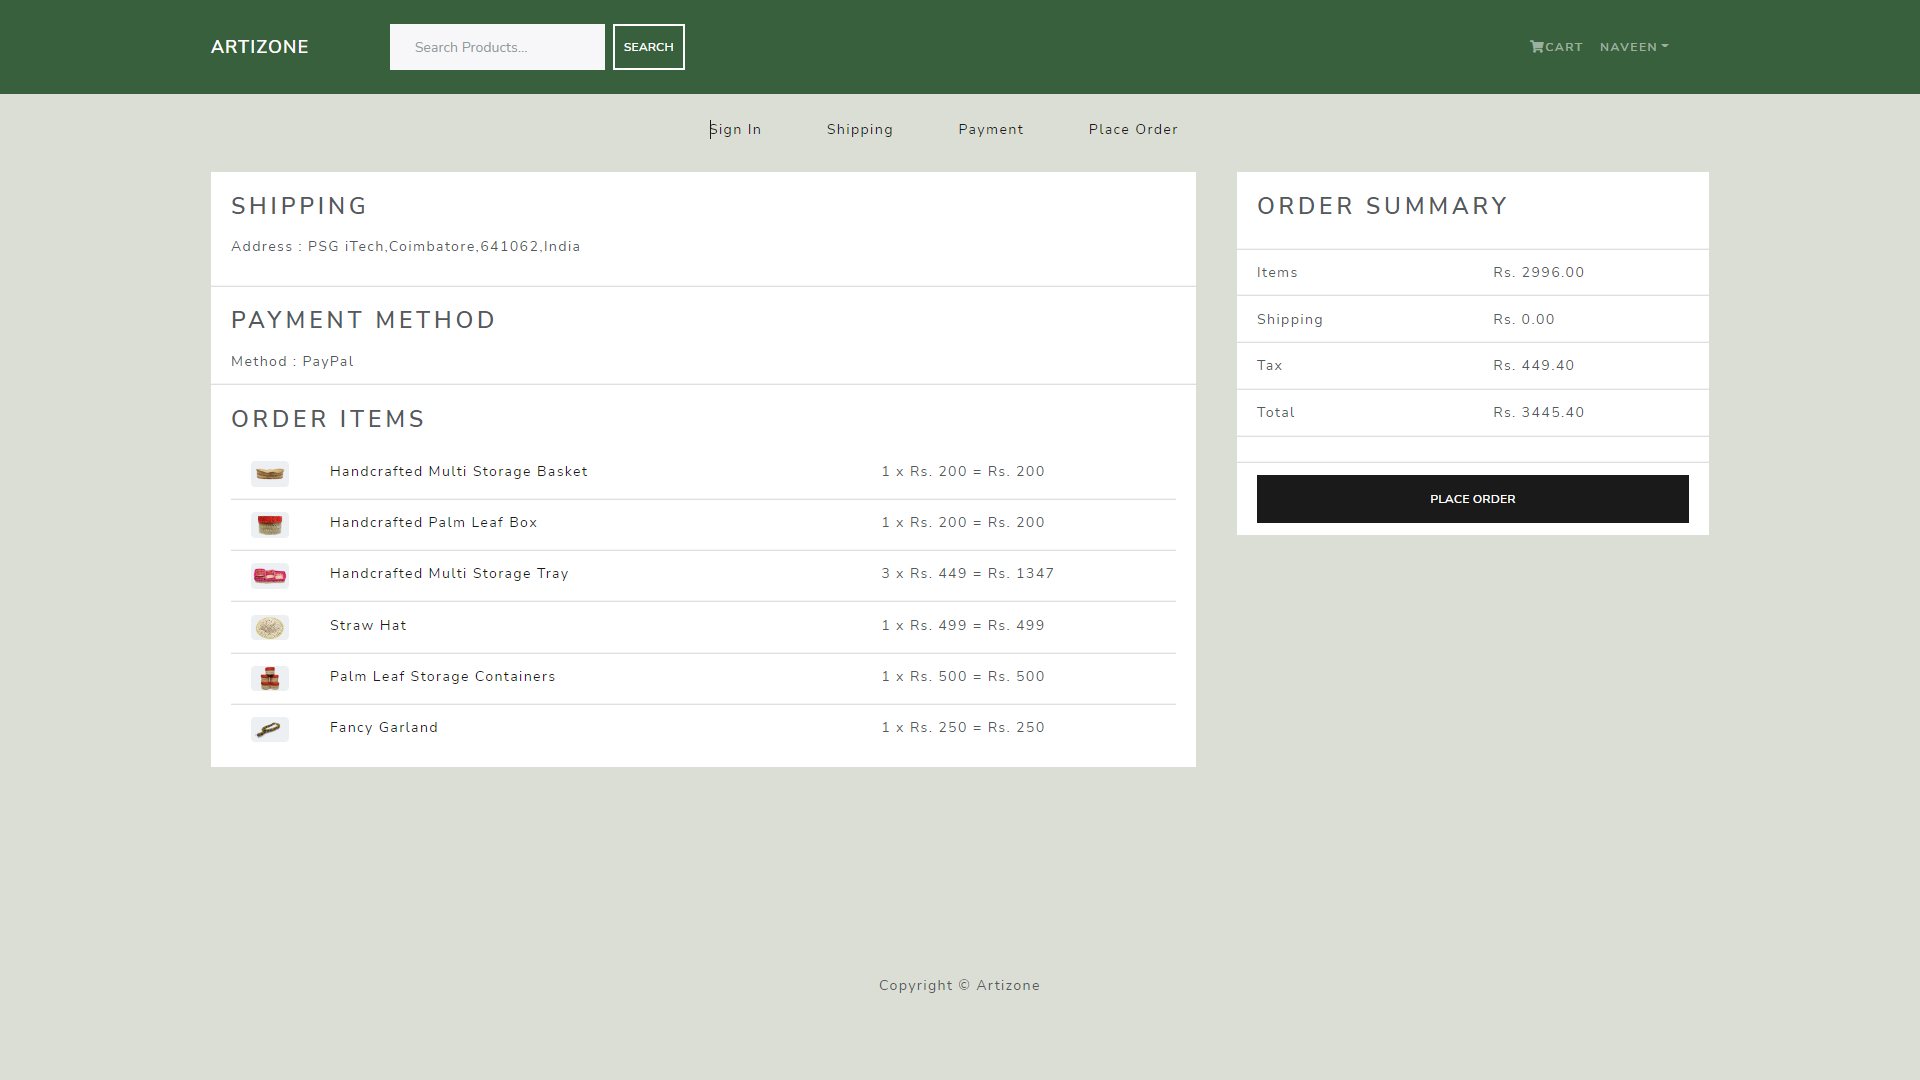 ARTIZONE
Search Products...
SEARCH
CART
NAVEEN
Sign In
Shipping
Payment
Place Order
SHIPPING
Address : PSG iTech,Coimbatore,641062,India
PAYMENT METHOD
Method : PayPal
ORDER ITEMS
Handcrafted Multi Storage Basket 1 x Rs. 200 = Rs. 200
Handcrafted Palm Leaf Box 1 x Rs. 200 = Rs. 200
Handcrafted Multi Storage Tray 3 x Rs. 449 = Rs. 1347
Straw Hat 1 x Rs. 499 = Rs. 499
Palm Leaf Storage Containers 1 x Rs. 500 = Rs. 500
Fancy Garland 1 x Rs. 250 = Rs. 250
ORDER SUMMARY
Items Rs. 2996.00
Shipping Rs. 0.00
Tax Rs. 449.40
Total Rs. 3445.40
PLACE ORDER
Copyright © Artizone